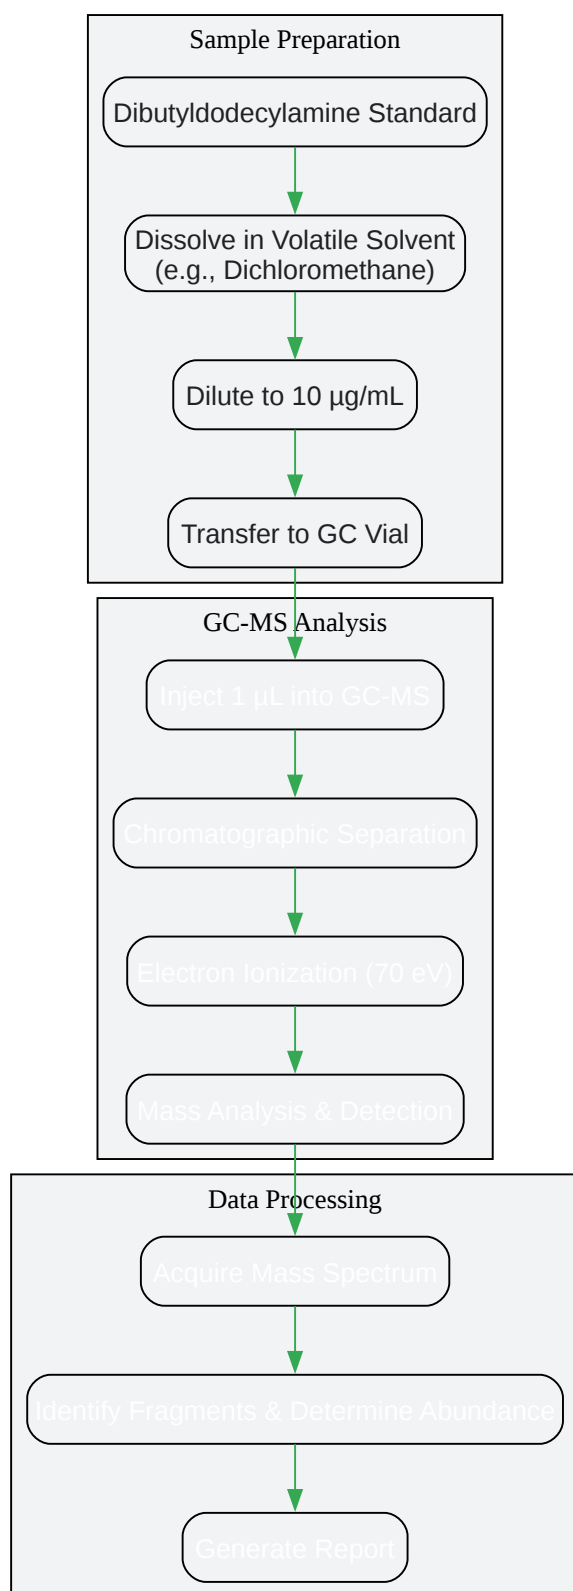 Sample Preparation
Dibutyldodecylamine Standard
Dissolve in Volatile Solvent
(e.g., Dichloromethane)
Dilute to 10 µg/mL
Transfer to GC Vial
GC-MS Analysis
Inject 1 µL into GC-MS
Chromatographic Separation
Electron Ionization (70 eV)
Mass Analysis & Detection
Data Processing
Acquire Mass Spectrum
Identify Fragments & Determine Abundance
Generate Report